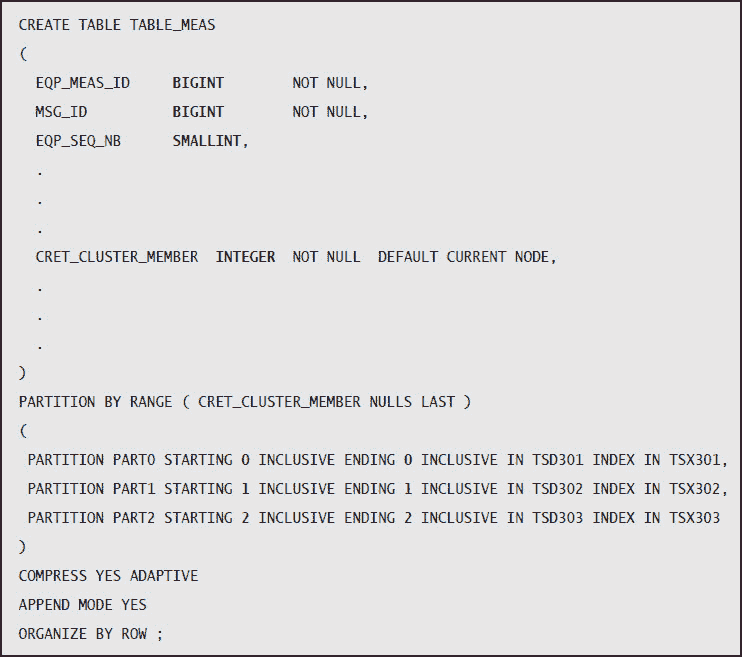 CREATE TABLE TABLE_MEAS
(
EQP_MEAS_ID BIGINT NOT NULL,
MSG_ID BIGINT NOT NULL,
EQP_SEQ_NB SMALLINT,
.
.
.
CRET_CLUSTER_MEMBER INTEGER NOT NULL DEFAULT CURRENT NODE,
.
.
.
)
PARTITION BY RANGE ( CRET_CLUSTER_MEMBER NULLS LAST )
(
PARTITION PART0 STARTING 0 INCLUSIVE ENDING 0 INCLUSIVE IN TSD301 INDEX IN TSX301,
PARTITION PART1 STARTING 1 INCLUSIVE ENDING 1 INCLUSIVE IN TSD302 INDEX IN TSX302,
PARTITION PART2 STARTING 2 INCLUSIVE ENDING 2 INCLUSIVE IN TSD303 INDEX IN TSX303
)
COMPRESS YES ADAPTIVE
APPEND MODE YES
ORGANIZE BY ROW ;